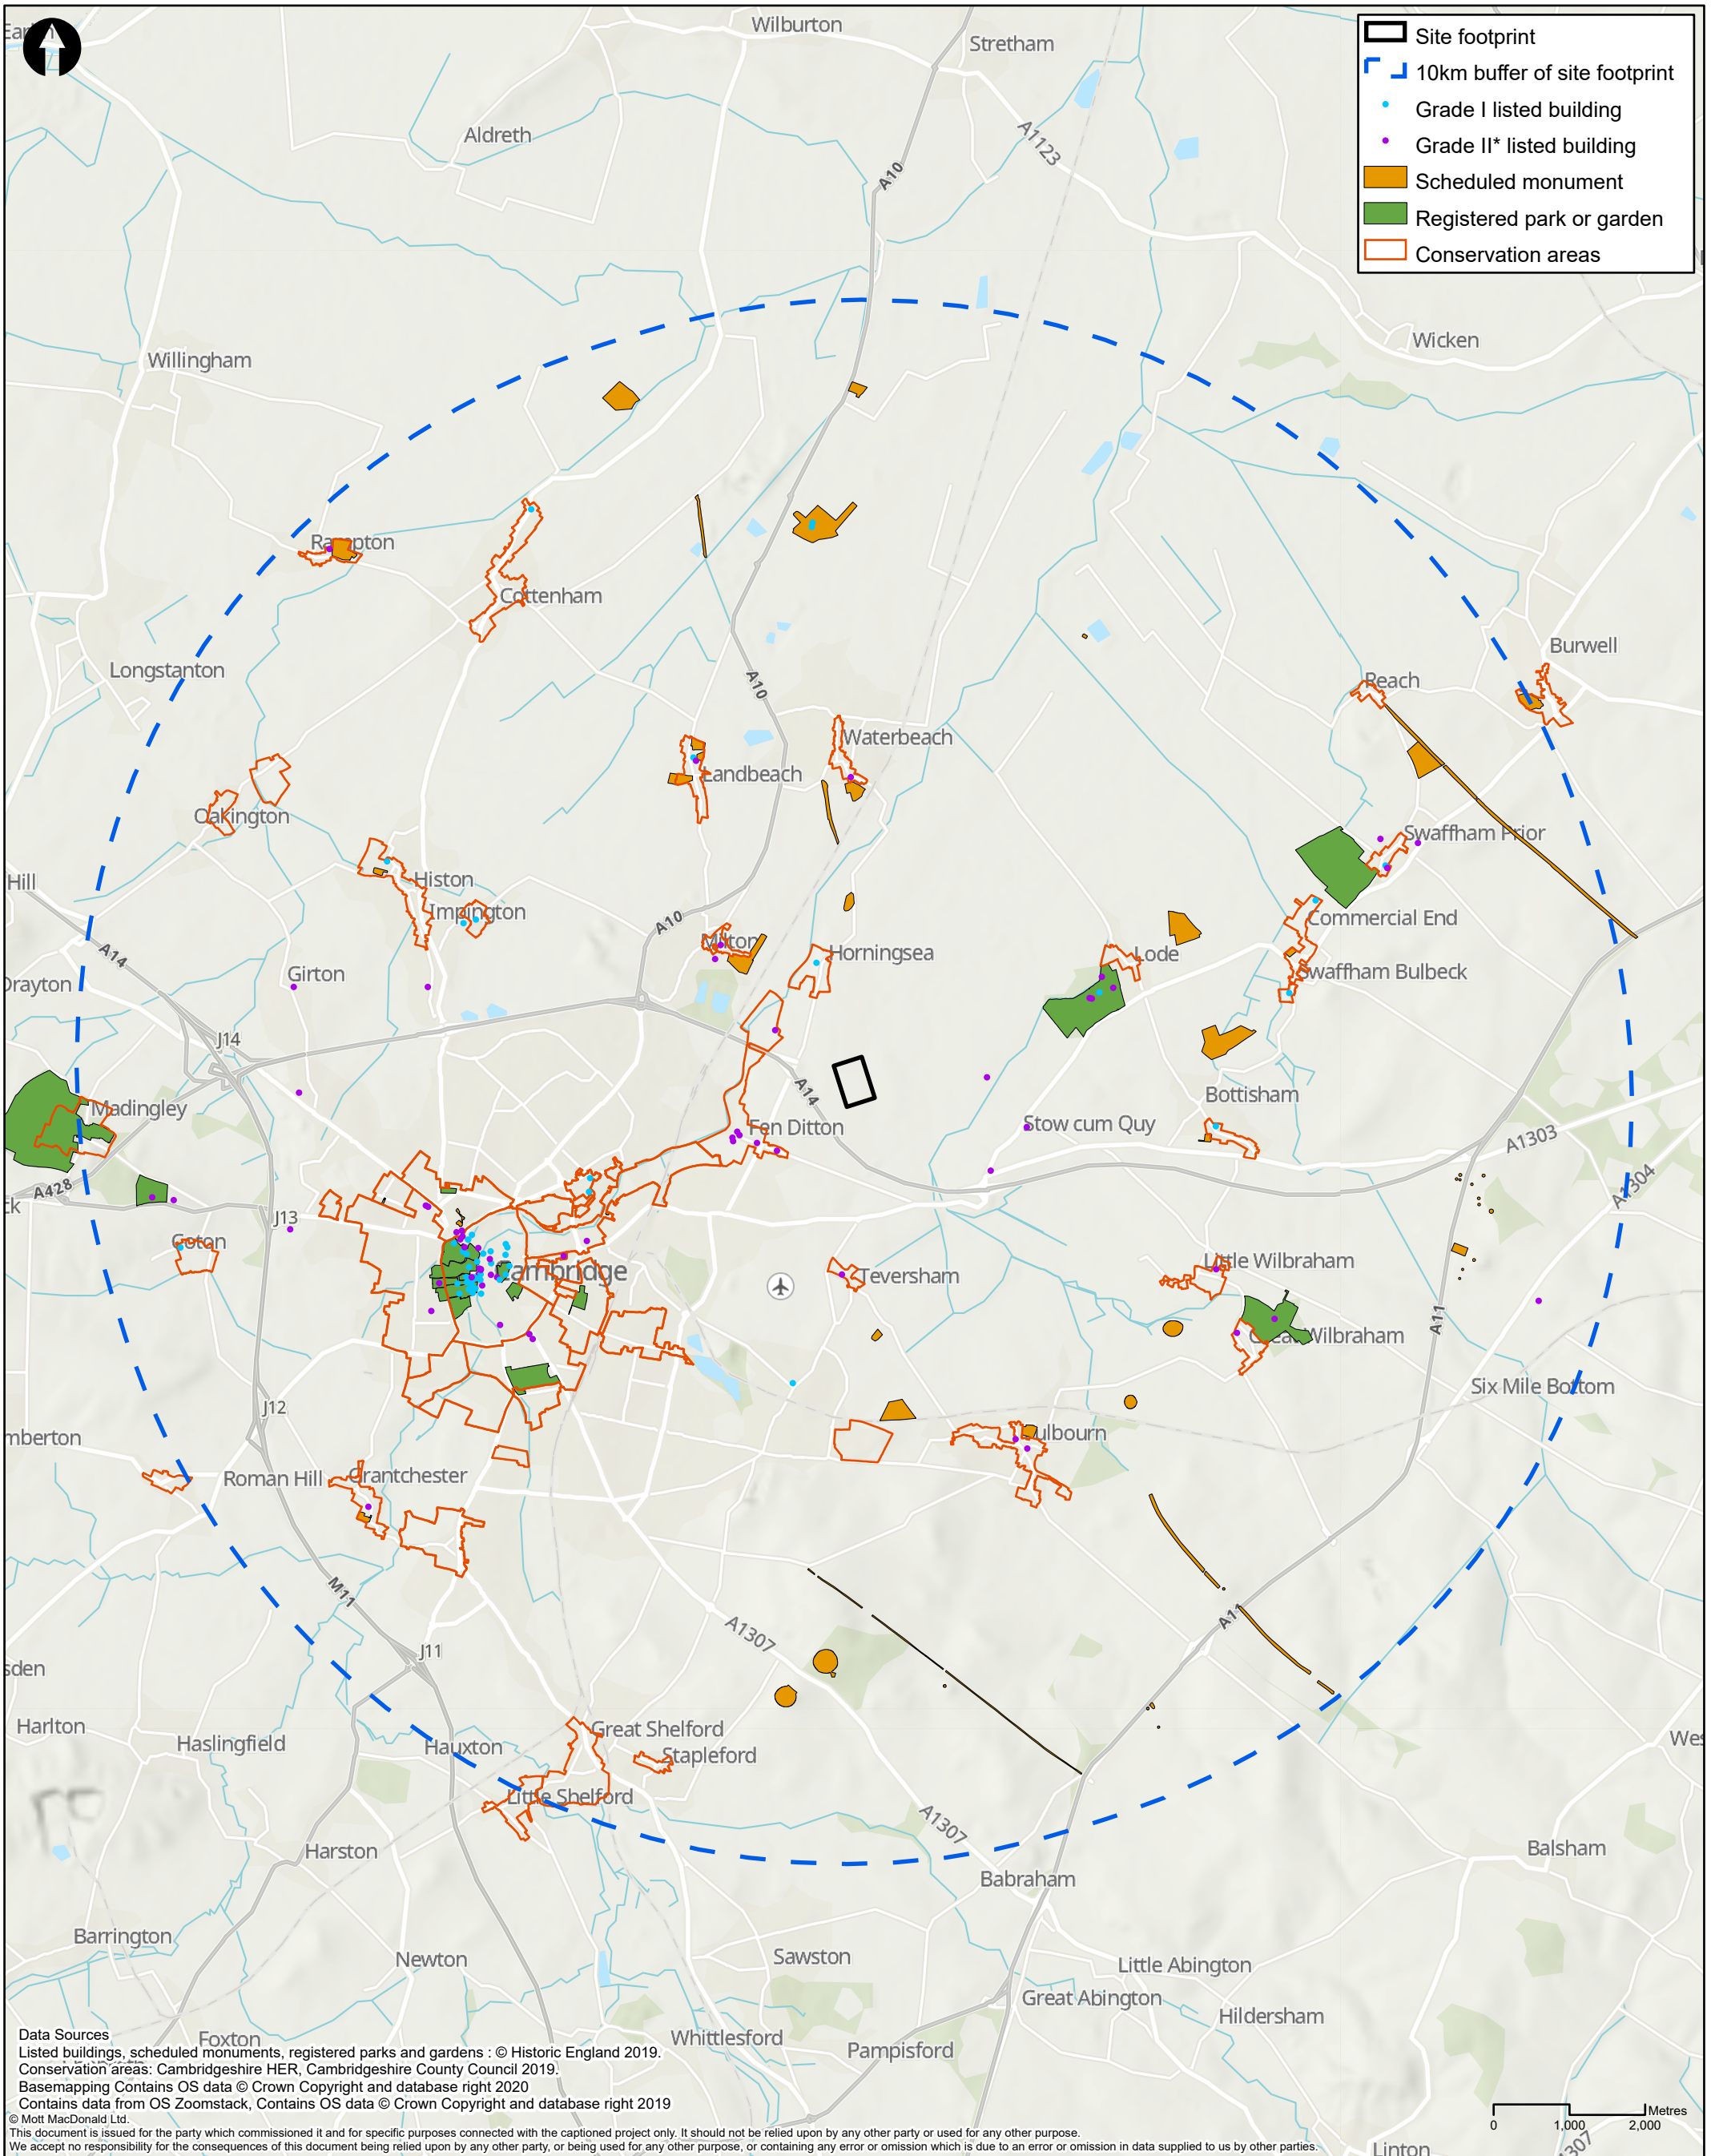 Wilburton
Stretham
Site footprint
10km buffer of site footprint
Grade I listed building
Grade II* listed building
Scheduled monument
Registered park or garden
Conservation areas
Aldreth
A1123
A10
Willingham
Wicken
Rampton
Cottenham
Longstanton
A10
Burwell
Reach
Waterbeach
Landbeach
Oakington
Swaffham Prior
Histon
Hill
Impington
Commercial End
A10
Milton
Horningsea
Lode
A14
Girton
Swaffham Bulbeck
Drayton
J14
A14
Madingley
Bottisham
Fen Ditton
Stow cum Quy
A1303
A428
A1304
J13
Coton
Cambridge
Teversham
Little Wilbraham
Great Wilbraham
A11
Six Mile Bottom
J12
mberton
Fulbourn
Roman Hill
Grantchester
M11
A1307
A11
J11
sden
Harlton
Haslingfield
Hauxton
Great Shelford
Stapleford
Wes
Little Shelford
A1307
Harston
Babraham
Balsham
Barrington
Newton
Sawston
Little Abington
Great Abington
Hildersham
Foxton
Whittlesford
Pampisford
Linton
A1307
Data Sources
Listed buildings, scheduled monuments, registered parks and gardens : © Historic England 2019.
Conservation areas: Cambridgeshire HER, Cambridgeshire County Council 2019.
Basemapping Contains OS data © Crown Copyright and database right 2020
Contains data from OS Zoomstack, Contains OS data © Crown Copyright and database right 2019
© Mott MacDonald Ltd.
This document is issued for the party which commissioned it and for specific purposes connected with the captioned project only. It should not be relied upon by any other party or used for any other purpose.
We accept no responsibility for the consequences of this document being relied upon by any other party, or being used for any other purpose, or containing any error or omission which is due to an error or omission in data supplied to us by other parties.
Metres
0 1,000 2,000